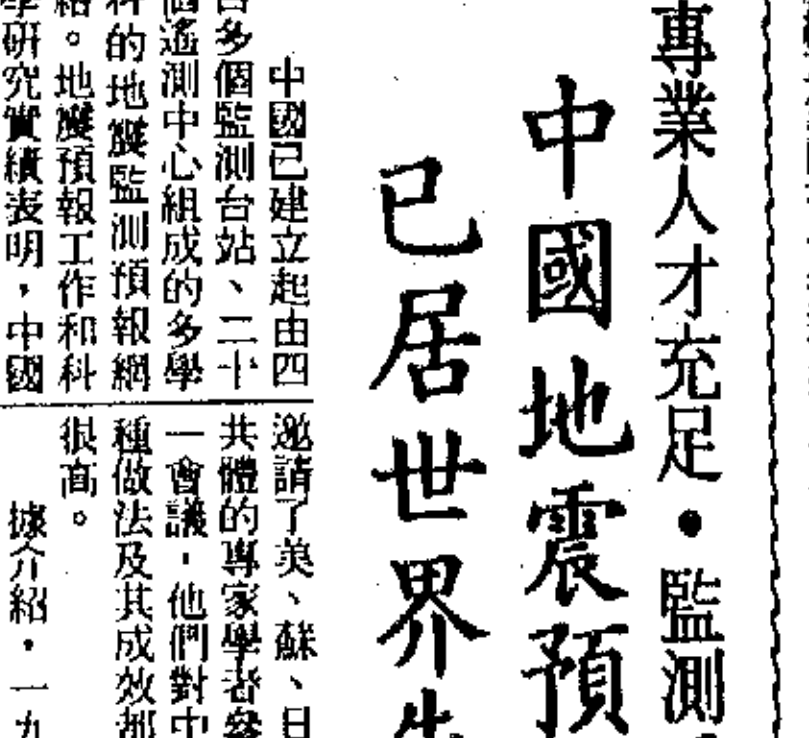 專業人才充足・監測
中國地震預
已居世界先
中國已建立起由四
百多個監測台站、二十
個遙測中心組成的多學
科的地震監測預報網
絡。地震預報工作和科
學研究實績表明，中國
邀請了美、蘇、日
共體的專家學者參
一會議，他們對中
種做法及其成效都
很高。
據介紹，一九